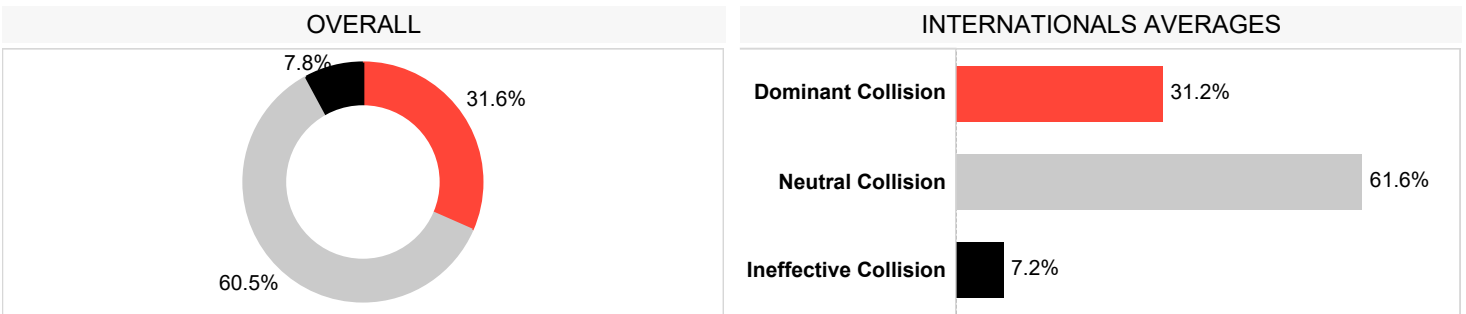 OVERALL
7.8%
31.6%
60.5%
INTERNATIONALS AVERAGES
Dominant Collision 31.2%
Neutral Collision 61.6%
Ineffective Collision 7.2%